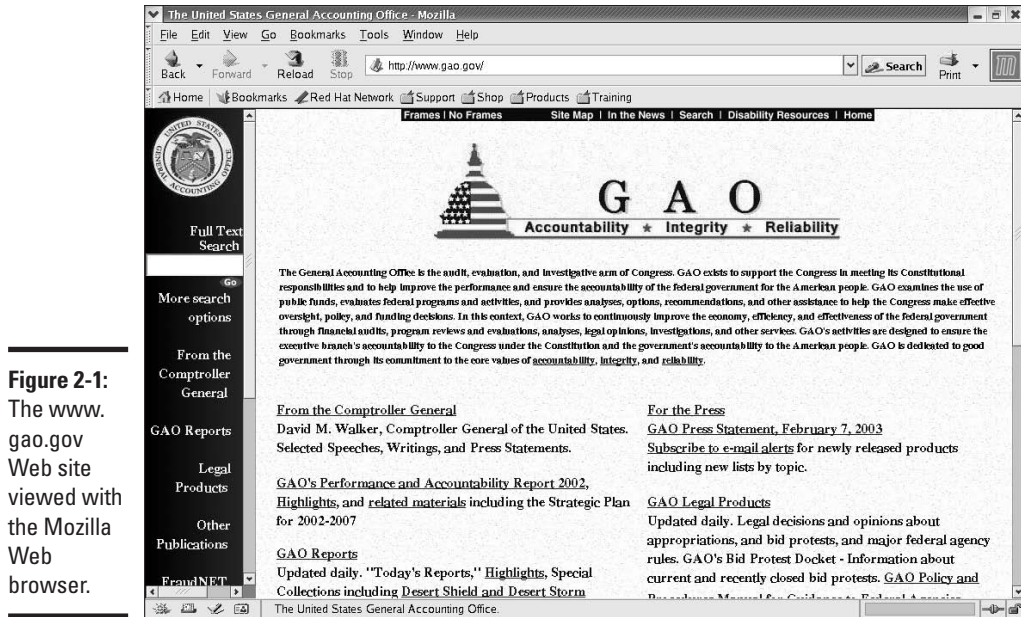 The United States General Accounting Office - Mozilla
File Edit View Go Bookmarks Tools Window Help
Back Forward Reload Stop http://www.gao.gov/ Search Print
Home Bookmarks Red Hat Network Support Shop Products Training
Frames | No Frames Site Map | In the News | Search | Disability Resources | Home
UNITED STATES
GENERAL ACCOUNTING OFFICE
G A O
Accountability ★ Integrity ★ Reliability
Full Text
Search
Go
More search
options
From the
Comptroller
General
GAO Reports
Legal
Products
Other
Publications
FraudNET
The General Accounting Office is the audit, evaluation, and investigative arm of Congress. GAO exists to support the Congress in meeting its Constitutional
responsibilities and to help improve the performance and ensure the accountability of the federal government for the American people. GAO examines the use of
public funds, evaluates federal programs and activities, and provides analyses, options, recommendations, and other assistance to help the Congress make effective
oversight, policy, and funding decisions. In this context, GAO works to continuously improve the economy, efficiency, and effectiveness of the federal government
through financial audits, program reviews and evaluations, analyses, legal opinions, investigations, and other services. GAO's activities are designed to ensure the
executive branch's accountability to the Congress under the Constitution and the government's accountability to the American people. GAO is dedicated to good
government through its commitment to the core values of accountability, integrity, and reliability.
From the Comptroller General
David M. Walker, Comptroller General of the United States.
Selected Speeches, Writings, and Press Statements.
GAO's Performance and Accountability Report 2002,
Highlights, and related materials including the Strategic Plan
for 2002-2007
GAO Reports
Updated daily. "Today's Reports," Highlights, Special
Collections including Desert Shield and Desert Storm
For the Press
GAO Press Statement, February 7, 2003
Subscribe to e-mail alerts for newly released products
including new lists by topic.
GAO Legal Products
Updated daily. Legal decisions and opinions about
appropriations, and bid protests, and major federal agency
rules. GAO's Bid Protest Docket - Information about
current and recently closed bid protests. GAO Policy and
Procedures Manual for Guidance to Federal Agencies
The United States General Accounting Office.
Figure 2-1:
The www.
gao.gov
Web site
viewed with
the Mozilla
Web
browser.